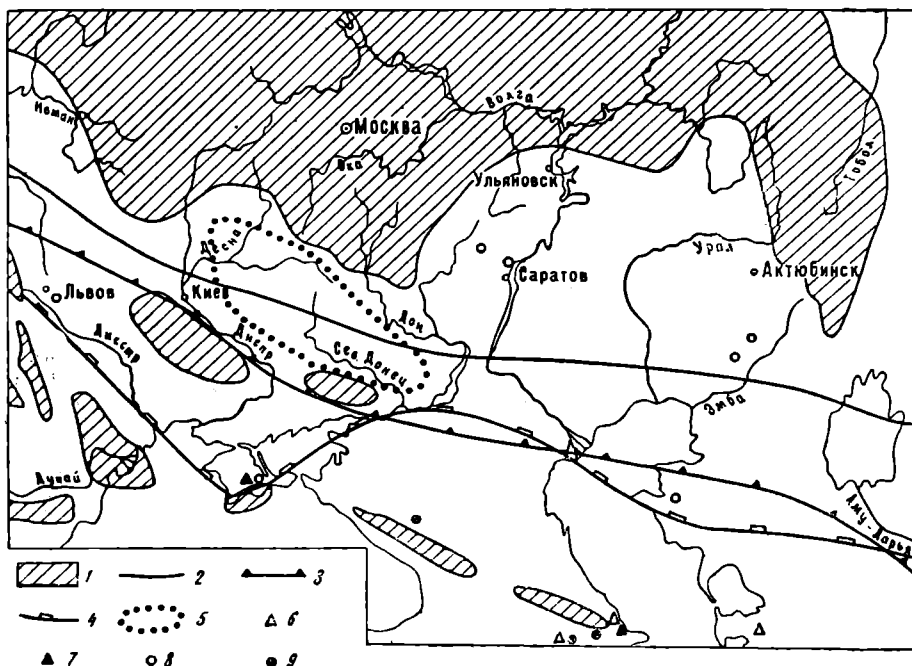 Неман
Москва
Волга
Ока
Ульяновск
Тобол
Десна
Урал
Саратов
Актюбинск
Львов
Киев
Дон
Днестр
Днепр
Сев. Донец
Эмба
Дунай
Аму-Дарья
1 2 3
4 5 6
7 8 9